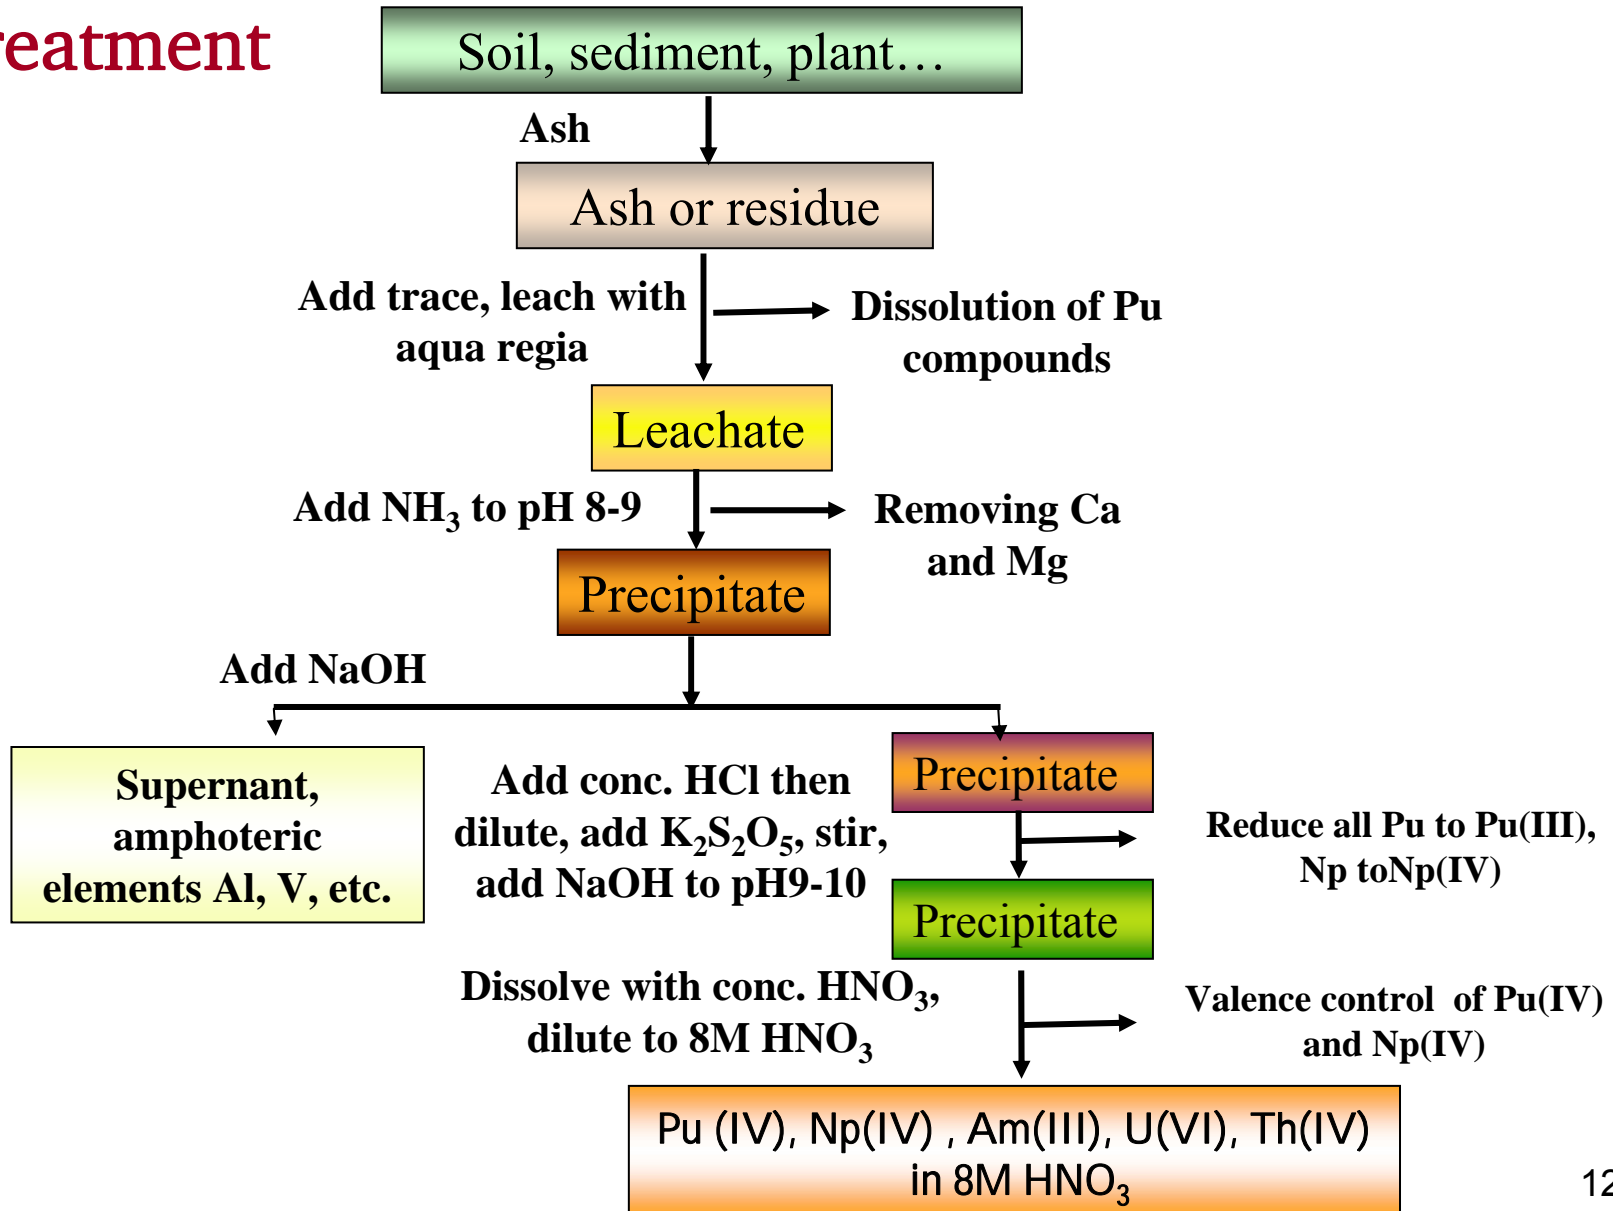 reatment
Soil, sediment, plant…
Ash
Ash or residue
Add trace, leach with
aqua regia
Dissolution of Pu
compounds
Leachate
Add NH₃ to pH 8-9
Removing Ca
and Mg
Precipitate
Add NaOH
Supernant,
amphoteric
elements Al, V, etc.
Add conc. HCl then
dilute, add K₂S₂O₅, stir,
add NaOH to pH9-10
Precipitate
Reduce all Pu to Pu(III),
Np toNp(IV)
Precipitate
Dissolve with conc. HNO₃,
dilute to 8M HNO₃
Valence control of Pu(IV)
and Np(IV)
Pu (IV), Np(IV) , Am(III), U(VI), Th(IV)
in 8M HNO₃
12